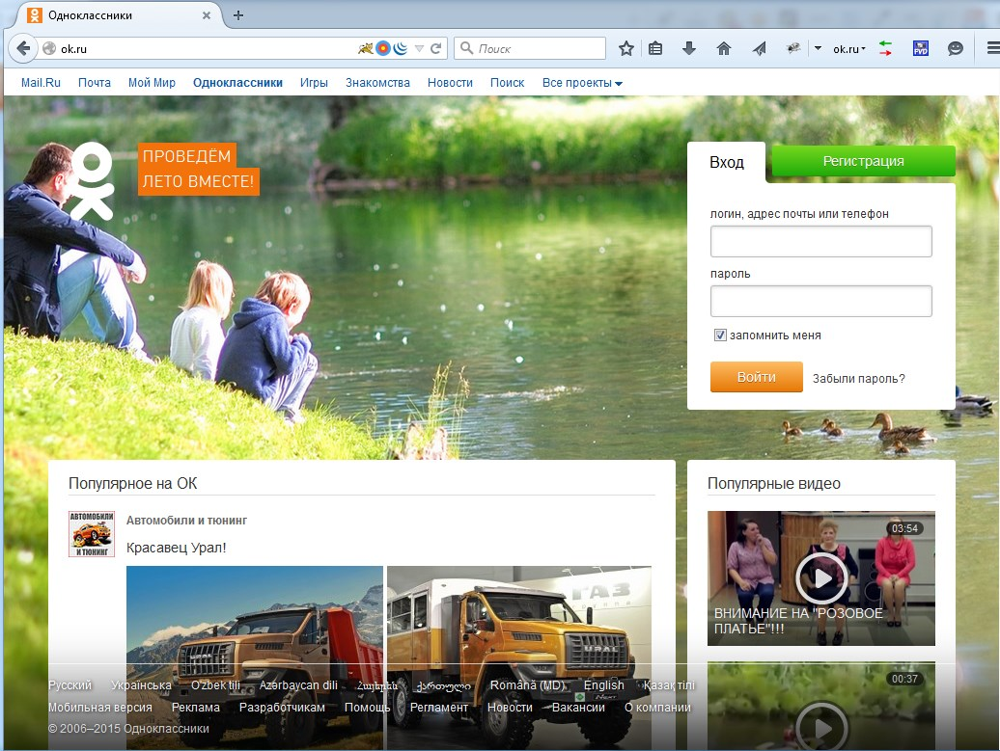 Одноклассники
ok.ru
Поиск
ok.ru
FVD
Mail.Ru Почта Мой Мир Одноклассники Игры Знакомства Новости Поиск Все проекты
ПРОВЕДЁМ
ЛЕТО ВМЕСТЕ!
Вход
Регистрация
логин, адрес почты или телефон
пароль
запомнить меня
Войти
Забыли пароль?
Популярное на ОК
АВТОМОБИЛИ
И ТЮНИНГ
Автомобили и тюнинг
Красавец Урал!
ГАЗ
URAL
Популярные видео
03:54
ВНИМАНИЕ НА "РОЗОВОЕ
ПЛАТЬЕ"!!!
00:37
Русский Українська O'zbek tili Azərbaycan dili Հայերեն ქართული Română (MD) English Қазақ тілі
Мобильная версия Реклама Разработчикам Помощь Регламент Новости Вакансии О компании
© 2006–2015 Одноклассники